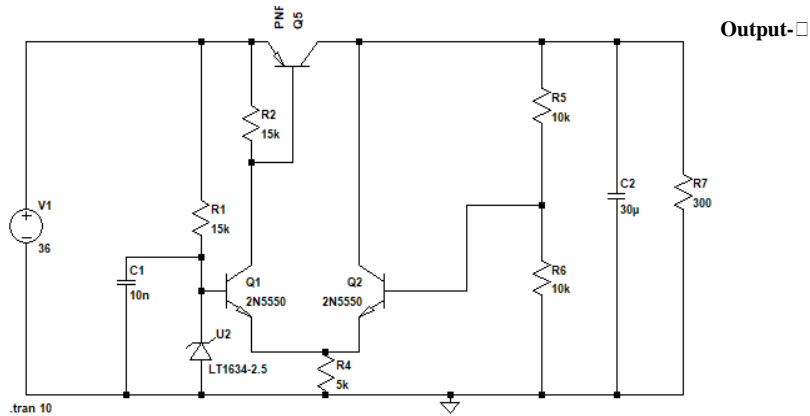 PNP
Q5
Output-□
R2
15k
R5
10k
R1
15k
V1
36
C1
10n
Q1
2N5550
Q2
2N5550
R6
10k
C2
30µ
R7
300
U2
LT1634-2.5
R4
5k
.tran 10